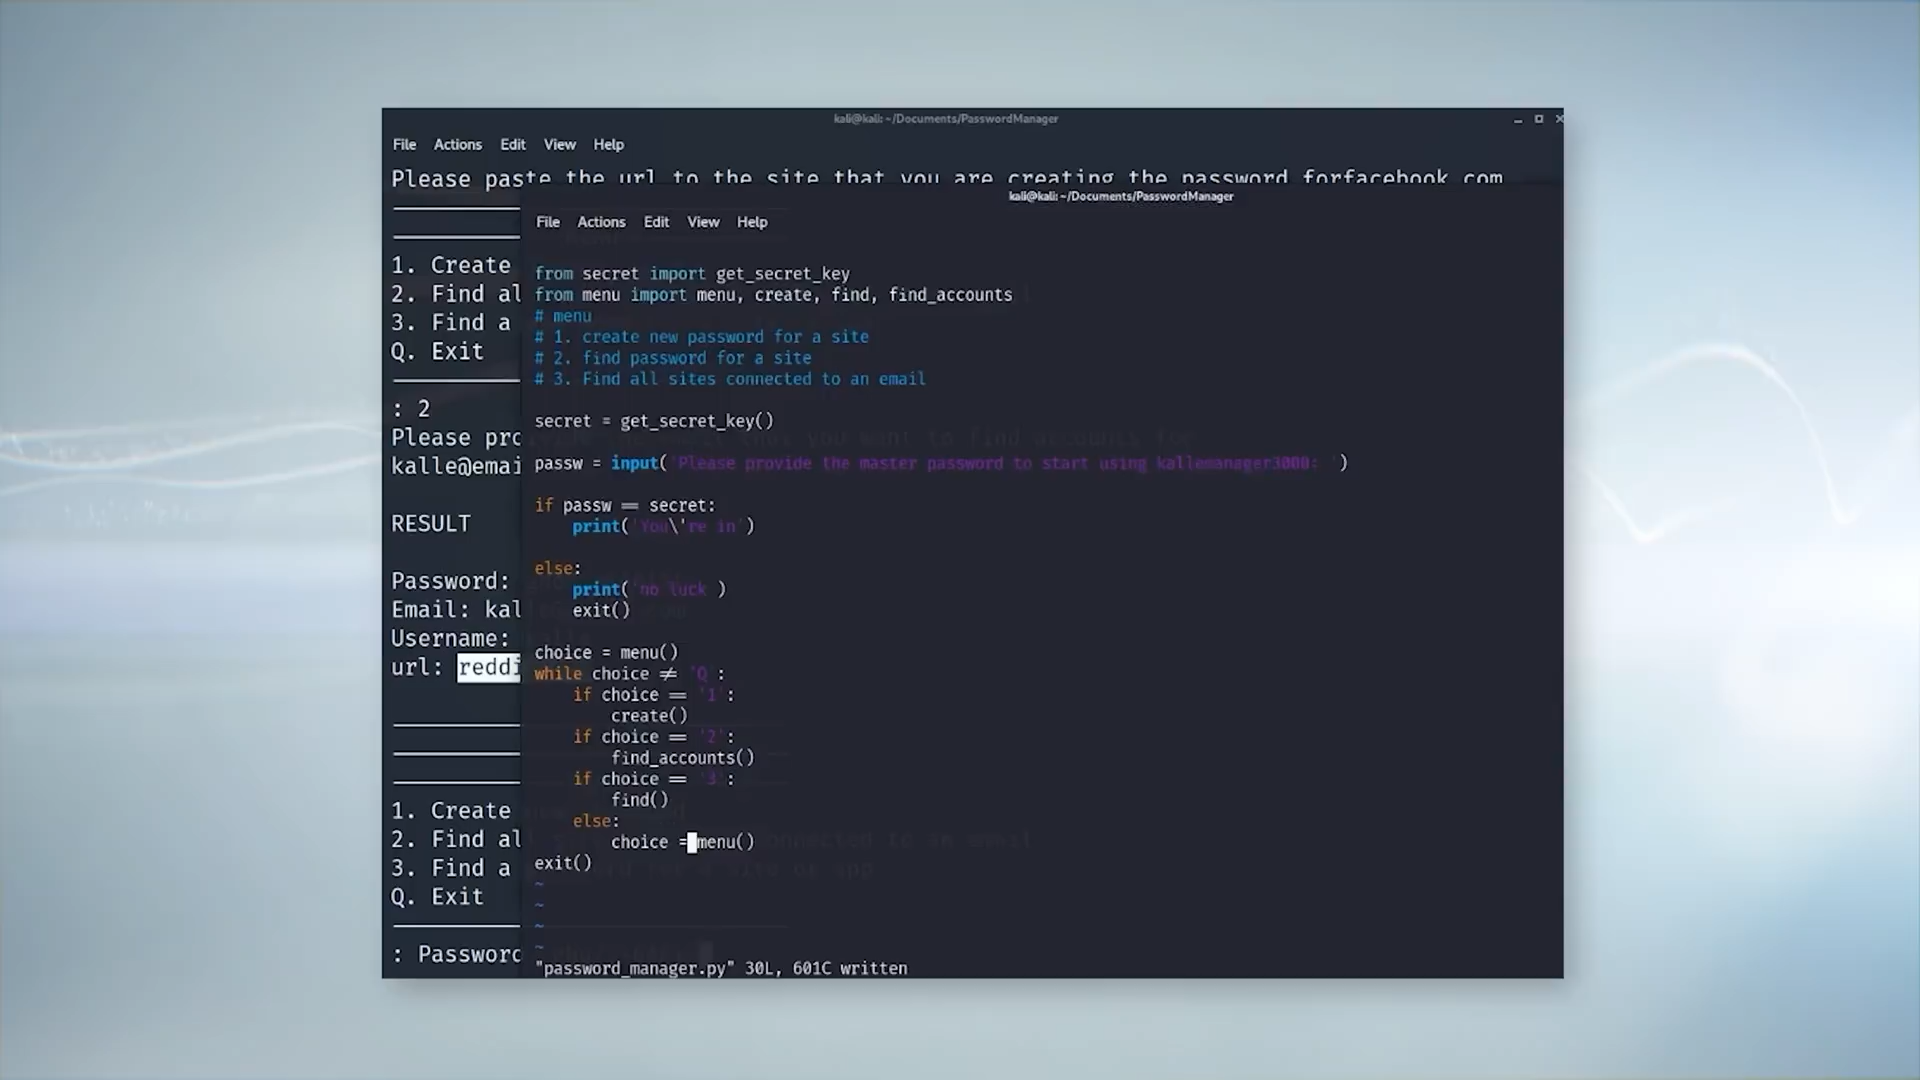 kali@kali: ~/Documents/PasswordManager
File Actions Edit View Help
Please paste the url to the site that you are creating the password forfacebook.com
1. Create
2. Find al
3. Find a
Q. Exit
: 2
Please pro
kalle@emai
RESULT
Password:
Email: kal
Username:
url: reddi
1. Create
2. Find al
3. Find a
Q. Exit
: Password
kali@kali: ~/Documents/PasswordManager
File Actions Edit View Help
from secret import get_secret_key
from menu import menu, create, find, find_accounts
# menu
# 1. create new password for a site
# 2. find password for a site
# 3. Find all sites connected to an email
secret = get_secret_key()
passw = input('Please provide the master password to start using kallemanager3000: ')
if passw == secret:
print('You\'re in')
else:
print('no luck')
exit()
choice = menu()
while choice != 'Q':
if choice == '1':
create()
if choice == '2':
find_accounts()
if choice == '3':
find()
else:
choice = menu()
exit()
~
~
~
~
"password_manager.py" 30L, 601C written